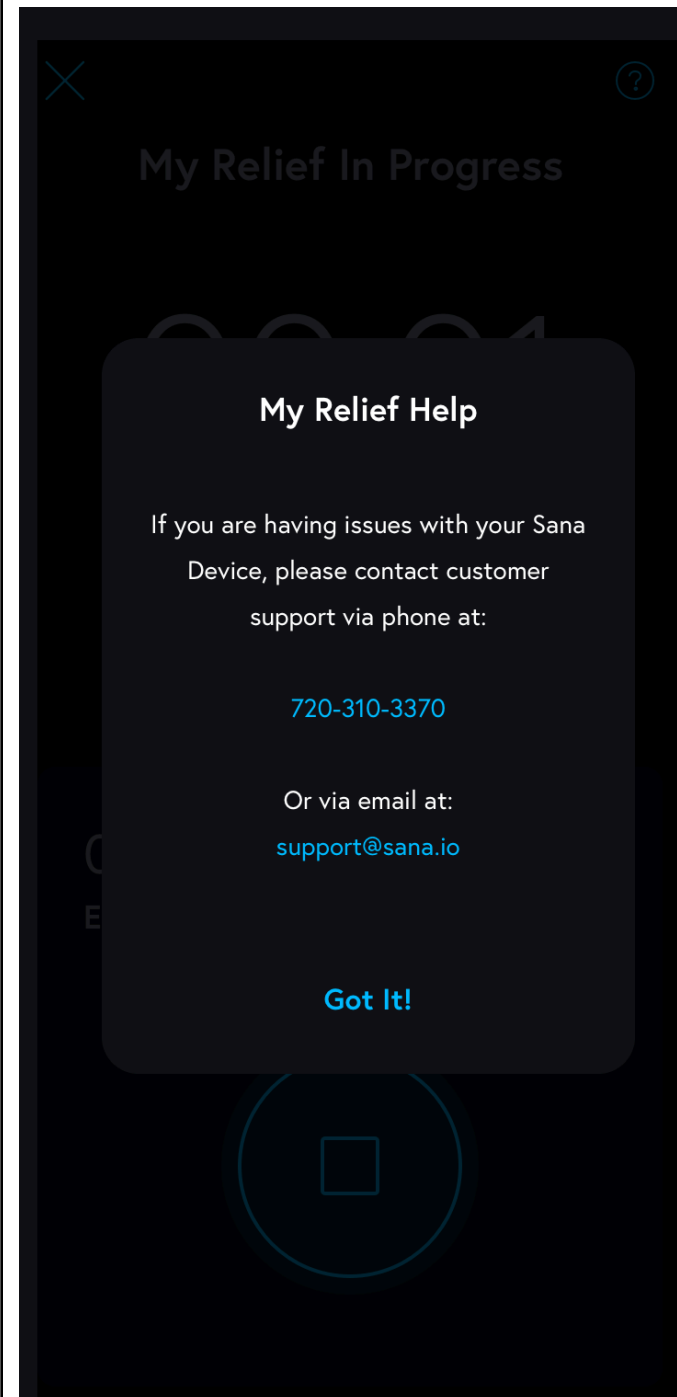 ?
My Relief In Progress
My Relief Help
If you are having issues with your Sana
Device, please contact customer
support via phone at:
720-310-3370
Or via email at:
support@sana.io
Got It!